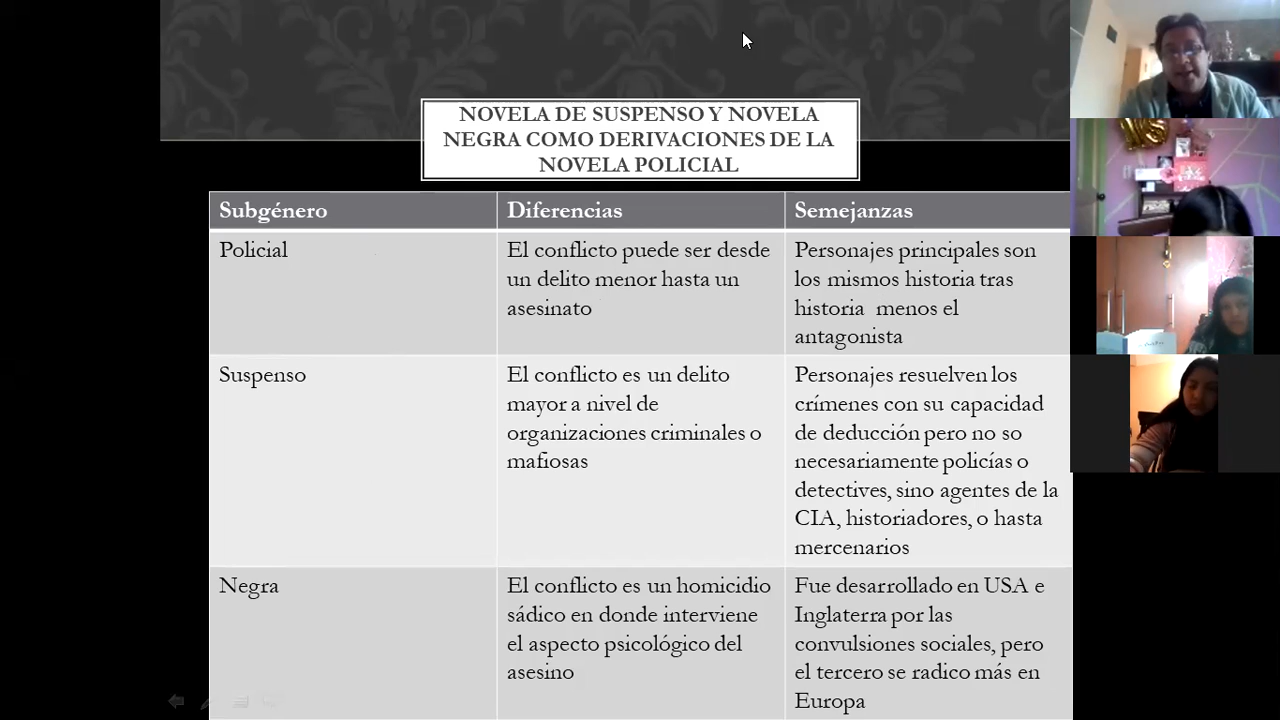 NOVELA DE SUSPENSO Y NOVELA
NEGRA COMO DERIVACIONES DE LA
NOVELA POLICIAL
Subgénero
Diferencias
Semejanzas
Policial
El conflicto puede ser desde
un delito menor hasta un
asesinato
Personajes principales son
los mismos historia tras
historia menos el
antagonista
Suspenso
El conflicto es un delito
mayor a nivel de
organizaciones criminales o
mafiosas
Personajes resuelven los
crímenes con su capacidad
de deducción pero no so
necesariamente policías o
detectives, sino agentes de la
CIA, historiadores, o hasta
mercenarios
Negra
El conflicto es un homicidio
sádico en donde interviene
el aspecto psicológico del
asesino
Fue desarrollado en USA e
Inglaterra por las
convulsiones sociales, pero
el tercero se radico más en
Europa